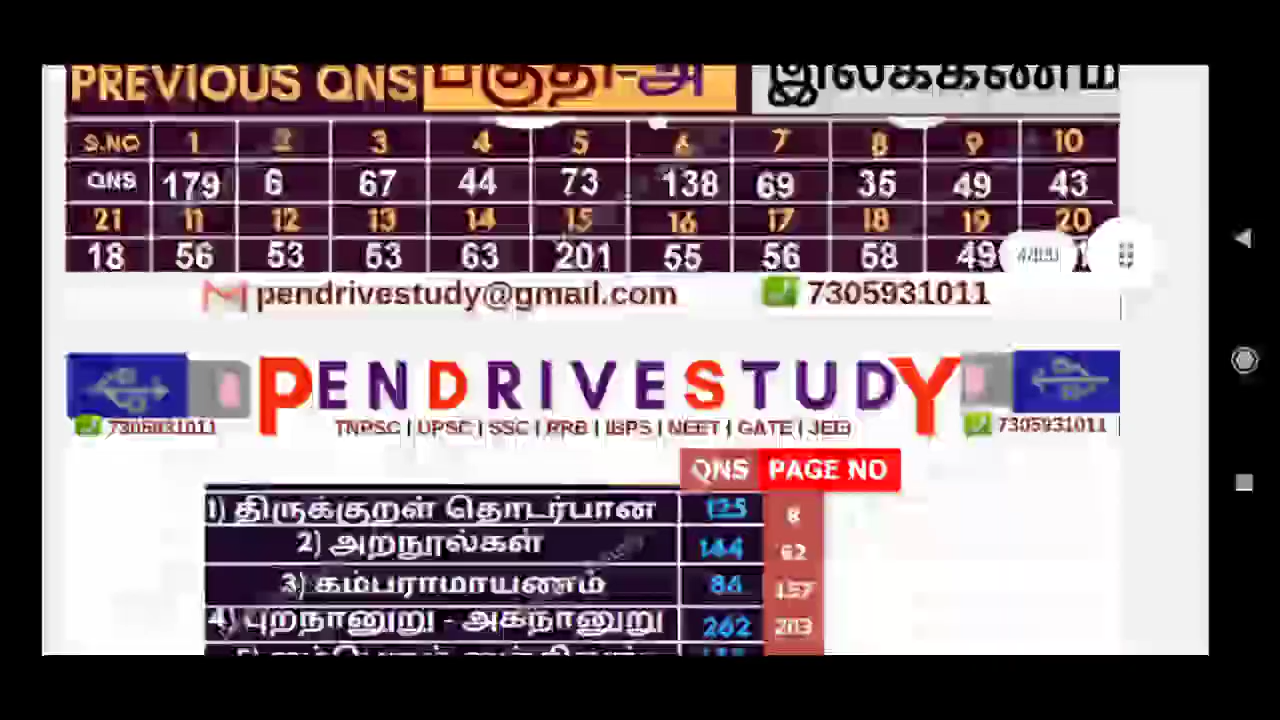 PREVIOUS QNS பகுதி-அ இலக்கணம்
S.NO 1 2 3 4 5 6 7 8 9 10
QNS 179 6 67 44 73 138 69 35 49 43
21 11 12 13 14 15 16 17 18 19 20
18 56 53 53 63 201 55 56 58 49
pendrivestudy@gmail.com 7305931011
PENDRIVESTUDY
7305931011 TNPSC | UPSC | SSC | RRB | IBPS | NEET | GATE | JEE 7305931011
QNS PAGE NO
1) திருக்குறள் தொடர்பான 125 8
2) அறநூல்கள் 144 62
3) கம்பராமாயணம் 84 157
4) புறநானூறு - அகநானூறு 262 203